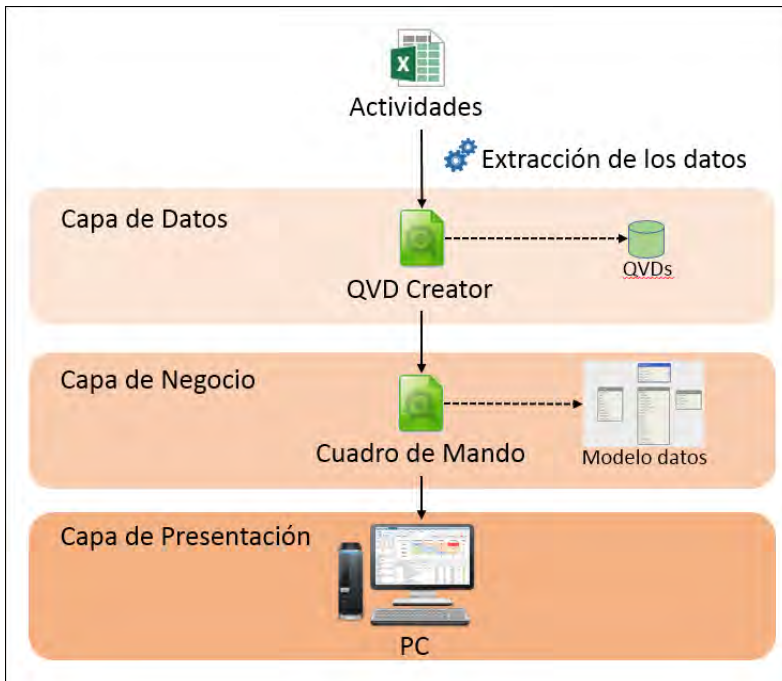 Actividades
Extracción de los datos
Capa de Datos
QVD Creator
QVDs
Capa de Negocio
Cuadro de Mando
Modelo datos
Capa de Presentación
PC